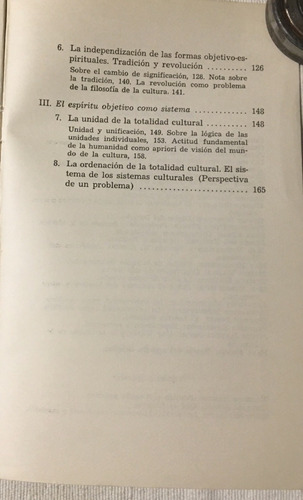 6. La independización de las formas objetivo-es-
pirituales. Tradición y revolución .......... 126
Sobre el cambio de significación, 128. Nota sobre
la tradición, 140. La revolución como problema
de la filosofía de la cultura. 141.
III. El espíritu objetivo como sistema ............. 148
7. La unidad de la totalidad cultural .......... 148
Unidad y unificación, 149. Sobre la lógica de las
unidades individuales, 153. Actitud fundamental
de la humanidad como apriori de visión del mun-
do de la cultura, 158.
8. La ordenación de la totalidad cultural. El sis-
tema de los sistemas culturales (Perspectiva
de un problema) ......................... 165